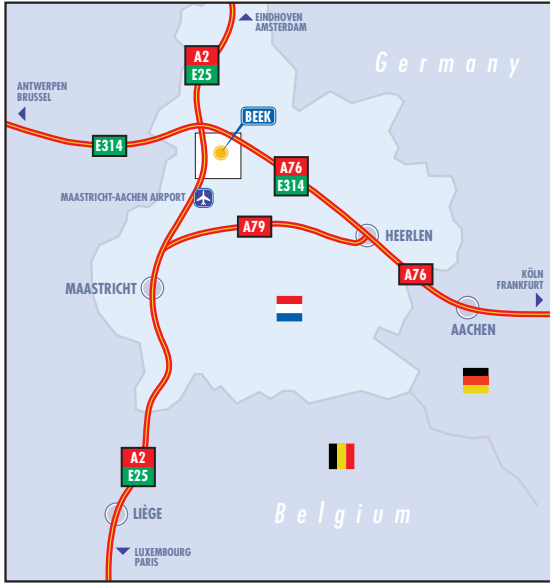 EINDHOVEN
AMSTERDAM
A2
E25
Germany
ANTWERPEN
BRUSSEL
BEEK
E314
A76
E314
MAASTRICHT-AACHEN AIRPORT
A79
HEERLEN
A76
KÖLN
FRANKFURT
MAASTRICHT
AACHEN
A2
E25
LIÈGE
Belgium
LUXEMBOURG
PARIS